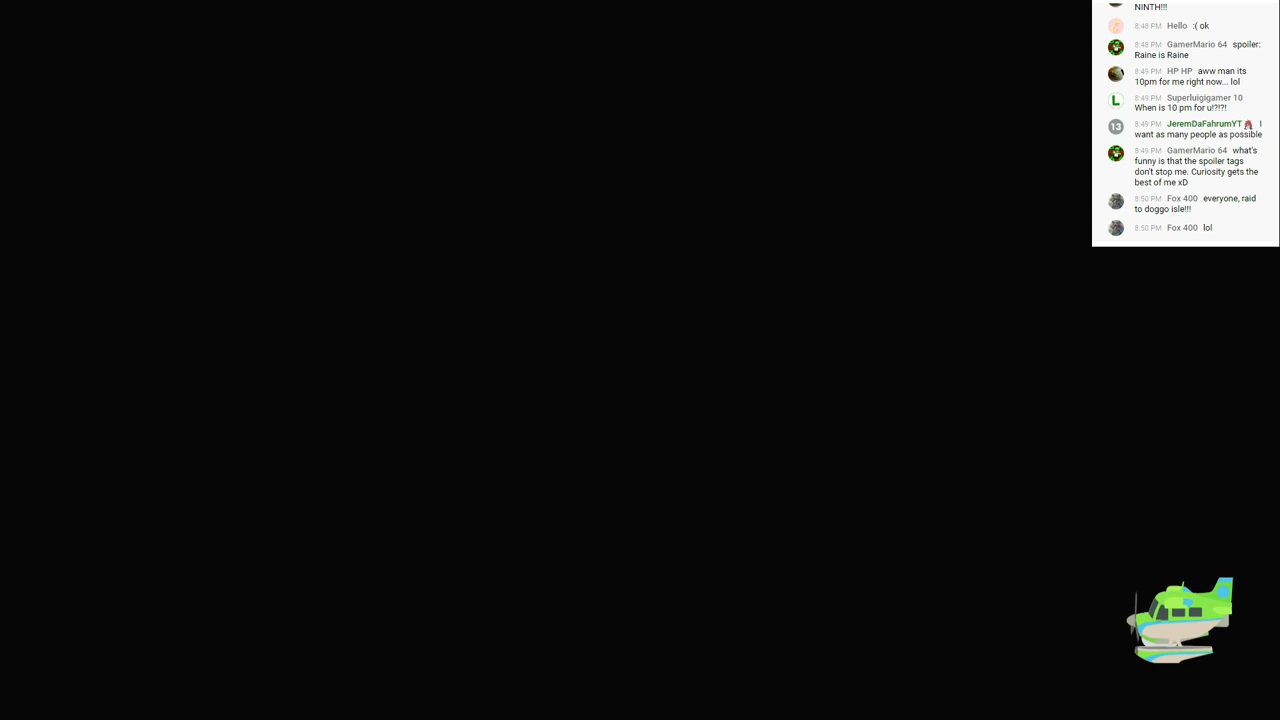 NINTH!!!
8:48 PM Hello :( ok
8:48 PM GamerMario 64 spoiler:
Raine is Raine
8:49 PM HP HP aww man its
10pm for me right now... lol
8:49 PM Superluigigamer 10
When is 10 pm for u!?!?!
8:49 PM JeremDaFahrumYT I
want as many people as possible
8:49 PM GamerMario 64 what's
funny is that the spoiler tags
don't stop me. Curiosity gets the
best of me xD
8:50 PM Fox 400 everyone, raid
to doggo isle!!!
8:50 PM Fox 400 lol
L
13